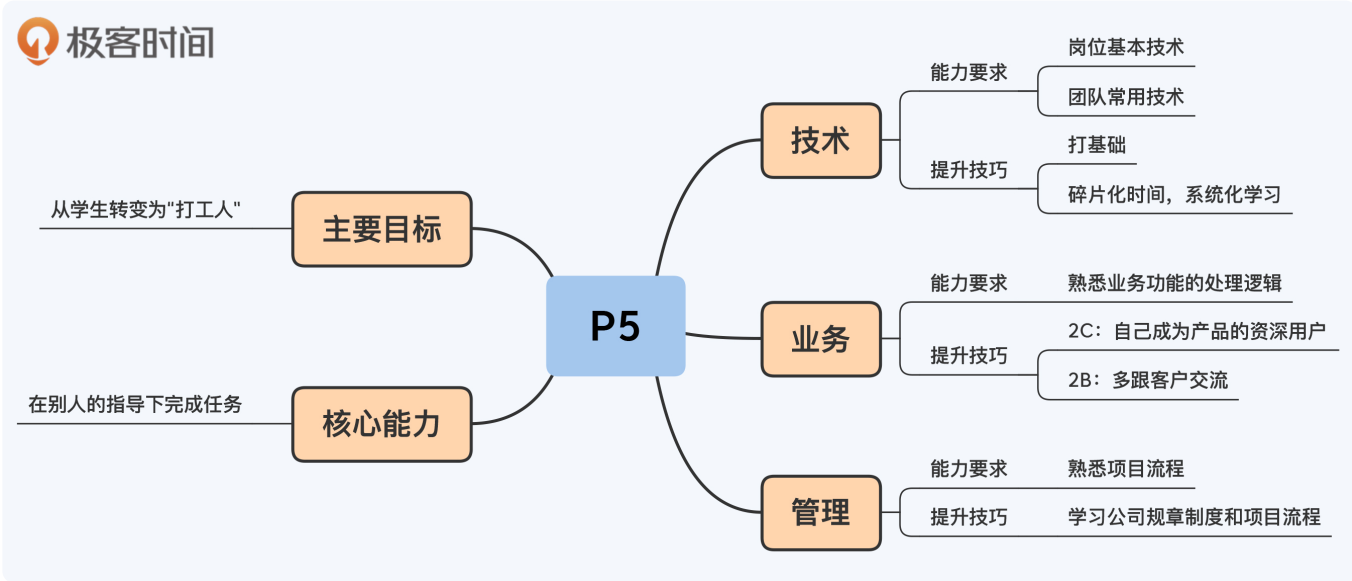 极客时间
P5
主要目标
从学生转变为"打工人"
核心能力
在别人的指导下完成任务
技术
能力要求
岗位基本技术
团队常用技术
提升技巧
打基础
碎片化时间，系统化学习
业务
能力要求
熟悉业务功能的处理逻辑
提升技巧
2C：自己成为产品的资深用户
2B：多跟客户交流
管理
能力要求
熟悉项目流程
提升技巧
学习公司规章制度和项目流程